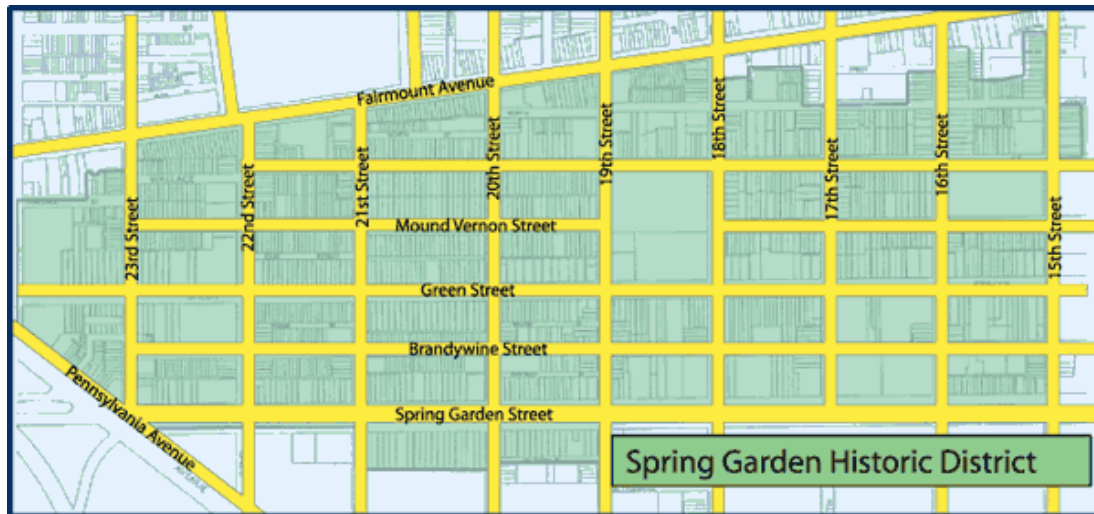 Fairmount Avenue
23rd Street
22nd Street
21st Street
20th Street
19th Street
18th Street
17th Street
16th Street
15th Street
Mound Vernon Street
Green Street
Brandywine Street
Spring Garden Street
Pennsylvania Avenue
AVENUE
Spring Garden Historic District